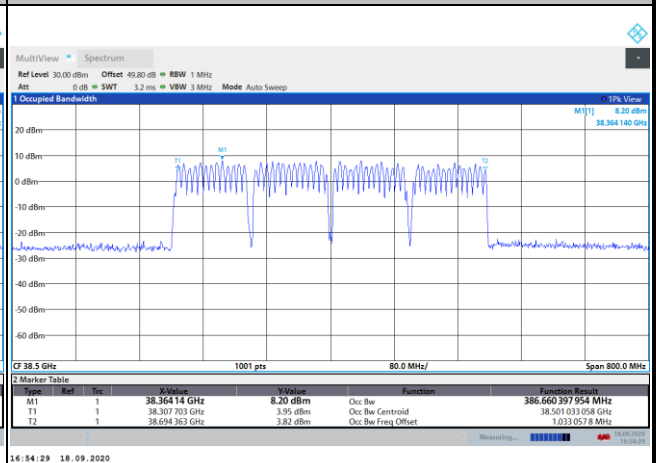 MultiView Spectrum
Ref Level 30.00 dBm Offset 49.80 dB RBW 1 MHz
Att 0 dB SWT 3.2 ms VBW 3 MHz Mode Auto Sweep
1 Occupied Bandwidth 1Pk View
M1[1] 8.20 dBm
38.364 140 GHz
20 dBm
M1
10 dBm
T1 T2
0 dBm
-10 dBm
-20 dBm
-30 dBm
-40 dBm
-50 dBm
-60 dBm
CF 38.5 GHz 1001 pts 80.0 MHz/ Span 800.0 MHz
2 Marker Table
Type Ref Trc X-Value Y-Value Function Function Result
M1 1 38.364 14 GHz 8.20 dBm Occ Bw 386.660 397 954 MHz
T1 1 38.307 703 GHz 3.95 dBm Occ Bw Centroid 38.501 033 058 GHz
T2 1 38.694 363 GHz 3.82 dBm Occ Bw Freq Offset 1.033 057 8 MHz
Measuring... 18.09.2020
16:54:29
16:54:29 18.09.2020